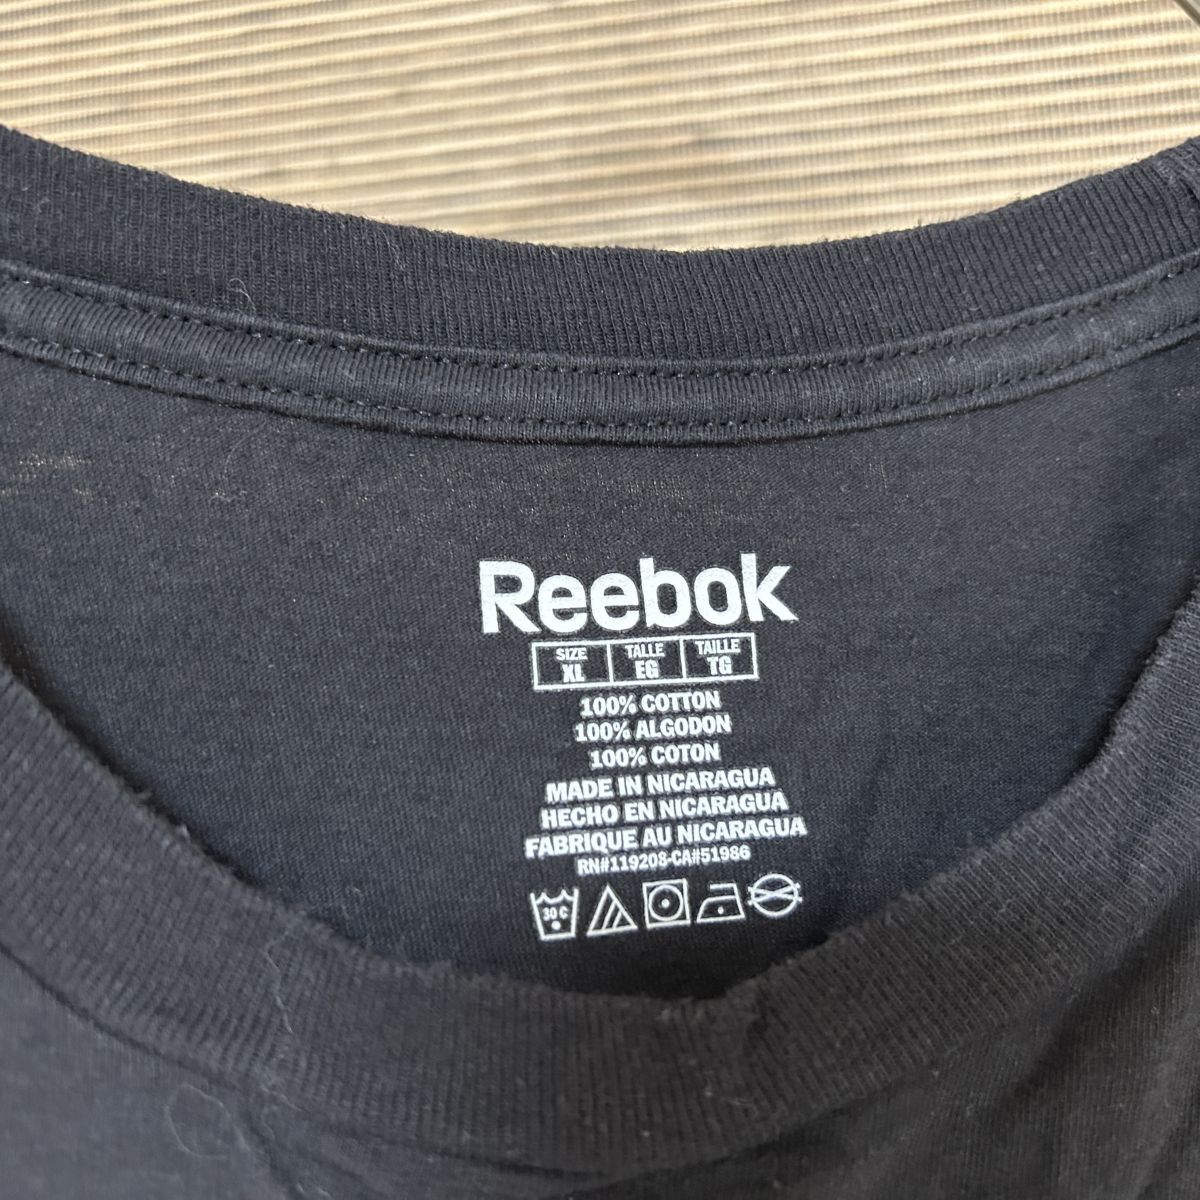 Reebok
SIZE TALLE TAILLE
XL EG TG
100% COTTON
100% ALGODON
100% COTON
MADE IN NICARAGUA
HECHO EN NICARAGUA
FABRIQUE AU NICARAGUA
RN#119208-CA#51986
30 C